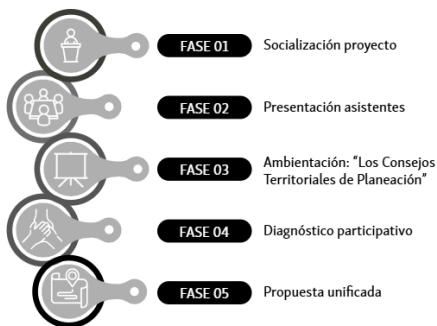 FASE 01 Socialización proyecto
FASE 02 Presentación asistentes
FASE 03 Ambientación: “Los Consejos
Territoriales de Planeación”
FASE 04 Diagnóstico participativo
FASE 05 Propuesta unificada